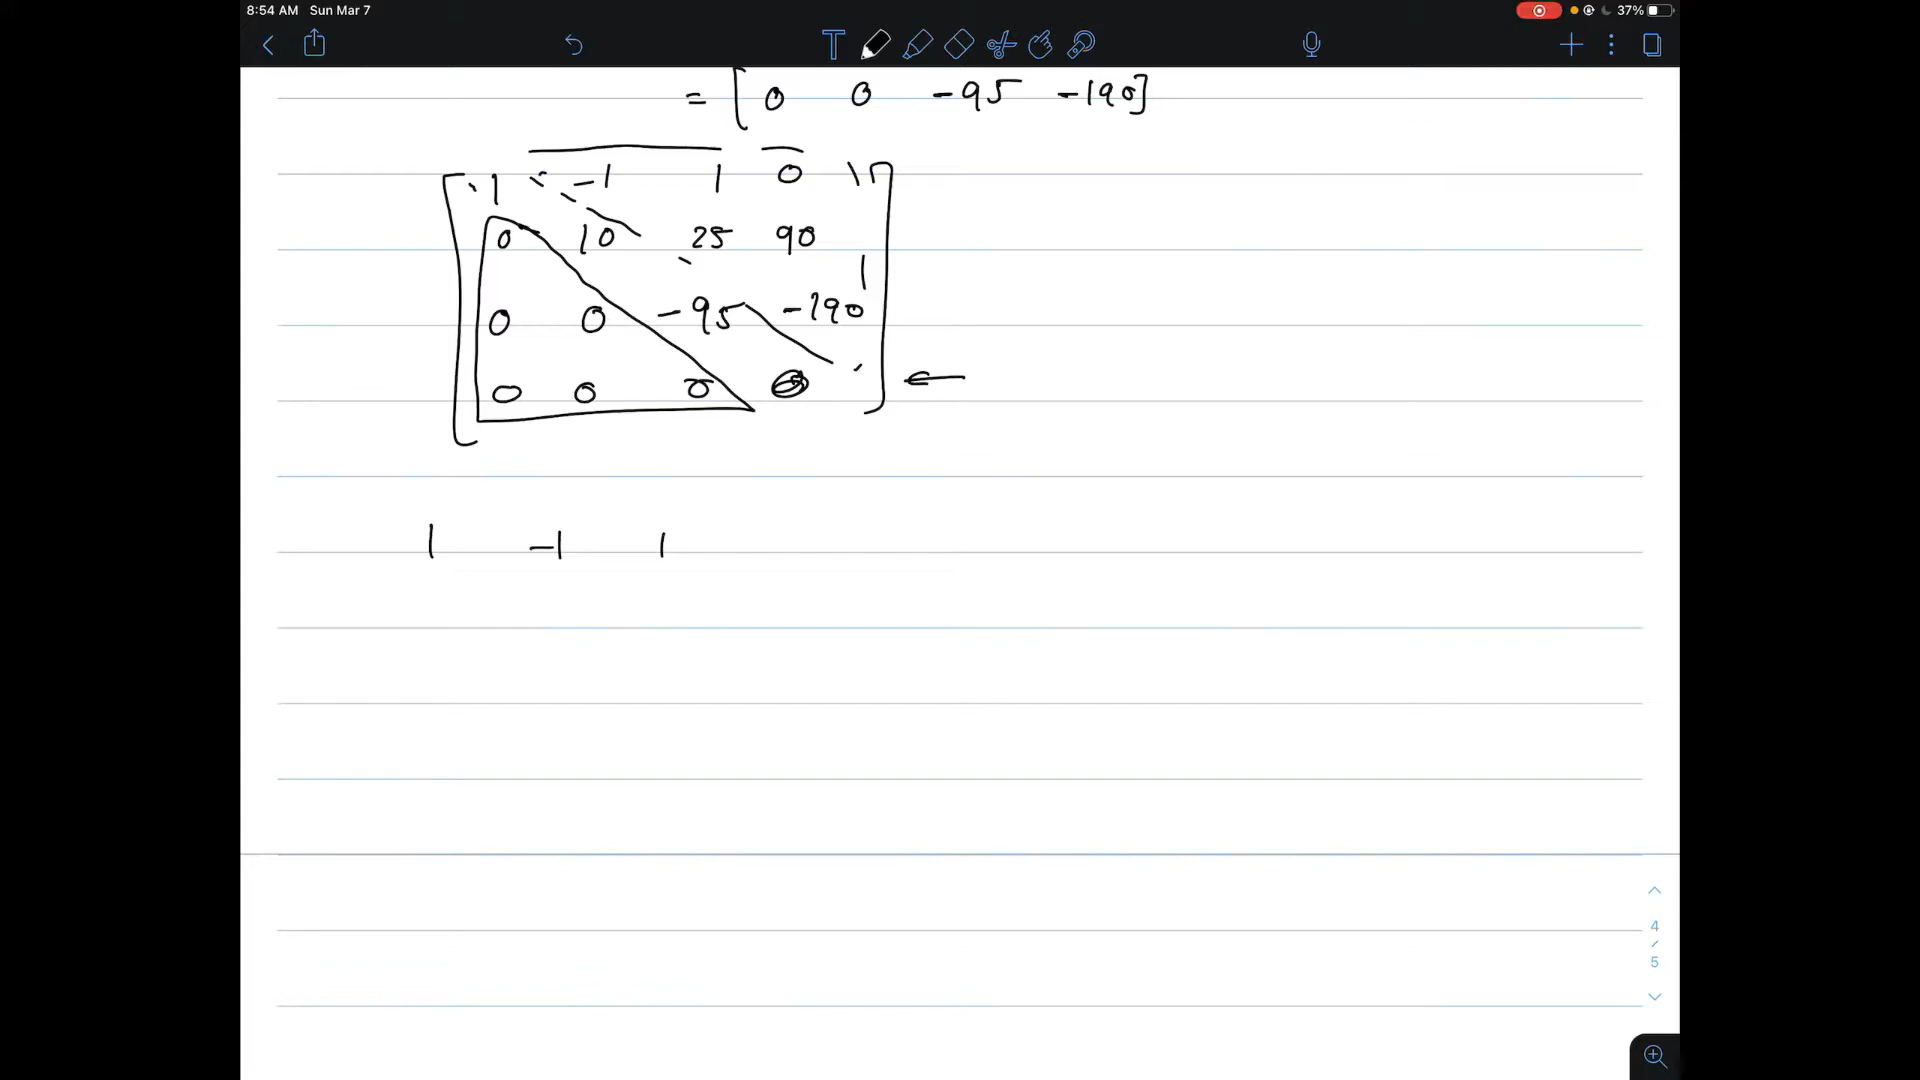 8:54 AM Sun Mar 7
37%
T
= [ 0 0 -95 -190]
1 -1 1 0
0 10 25 90
0 0 -95 -190
0 0 0 0
1 -1 1
4
/
5